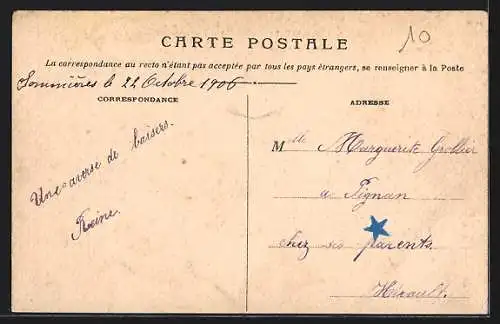 10
CARTE POSTALE
La correspondance au recto n'étant pas acceptée par tous les pays étrangers, se renseigner à la Poste
Sommières le 22 Octobre 1906
CORRESPONDANCE
ADRESSE
Une averse de baisers.
Reine.
Mlle Marguerite Grollier
a Pignan
chez ses parents
Hérault.